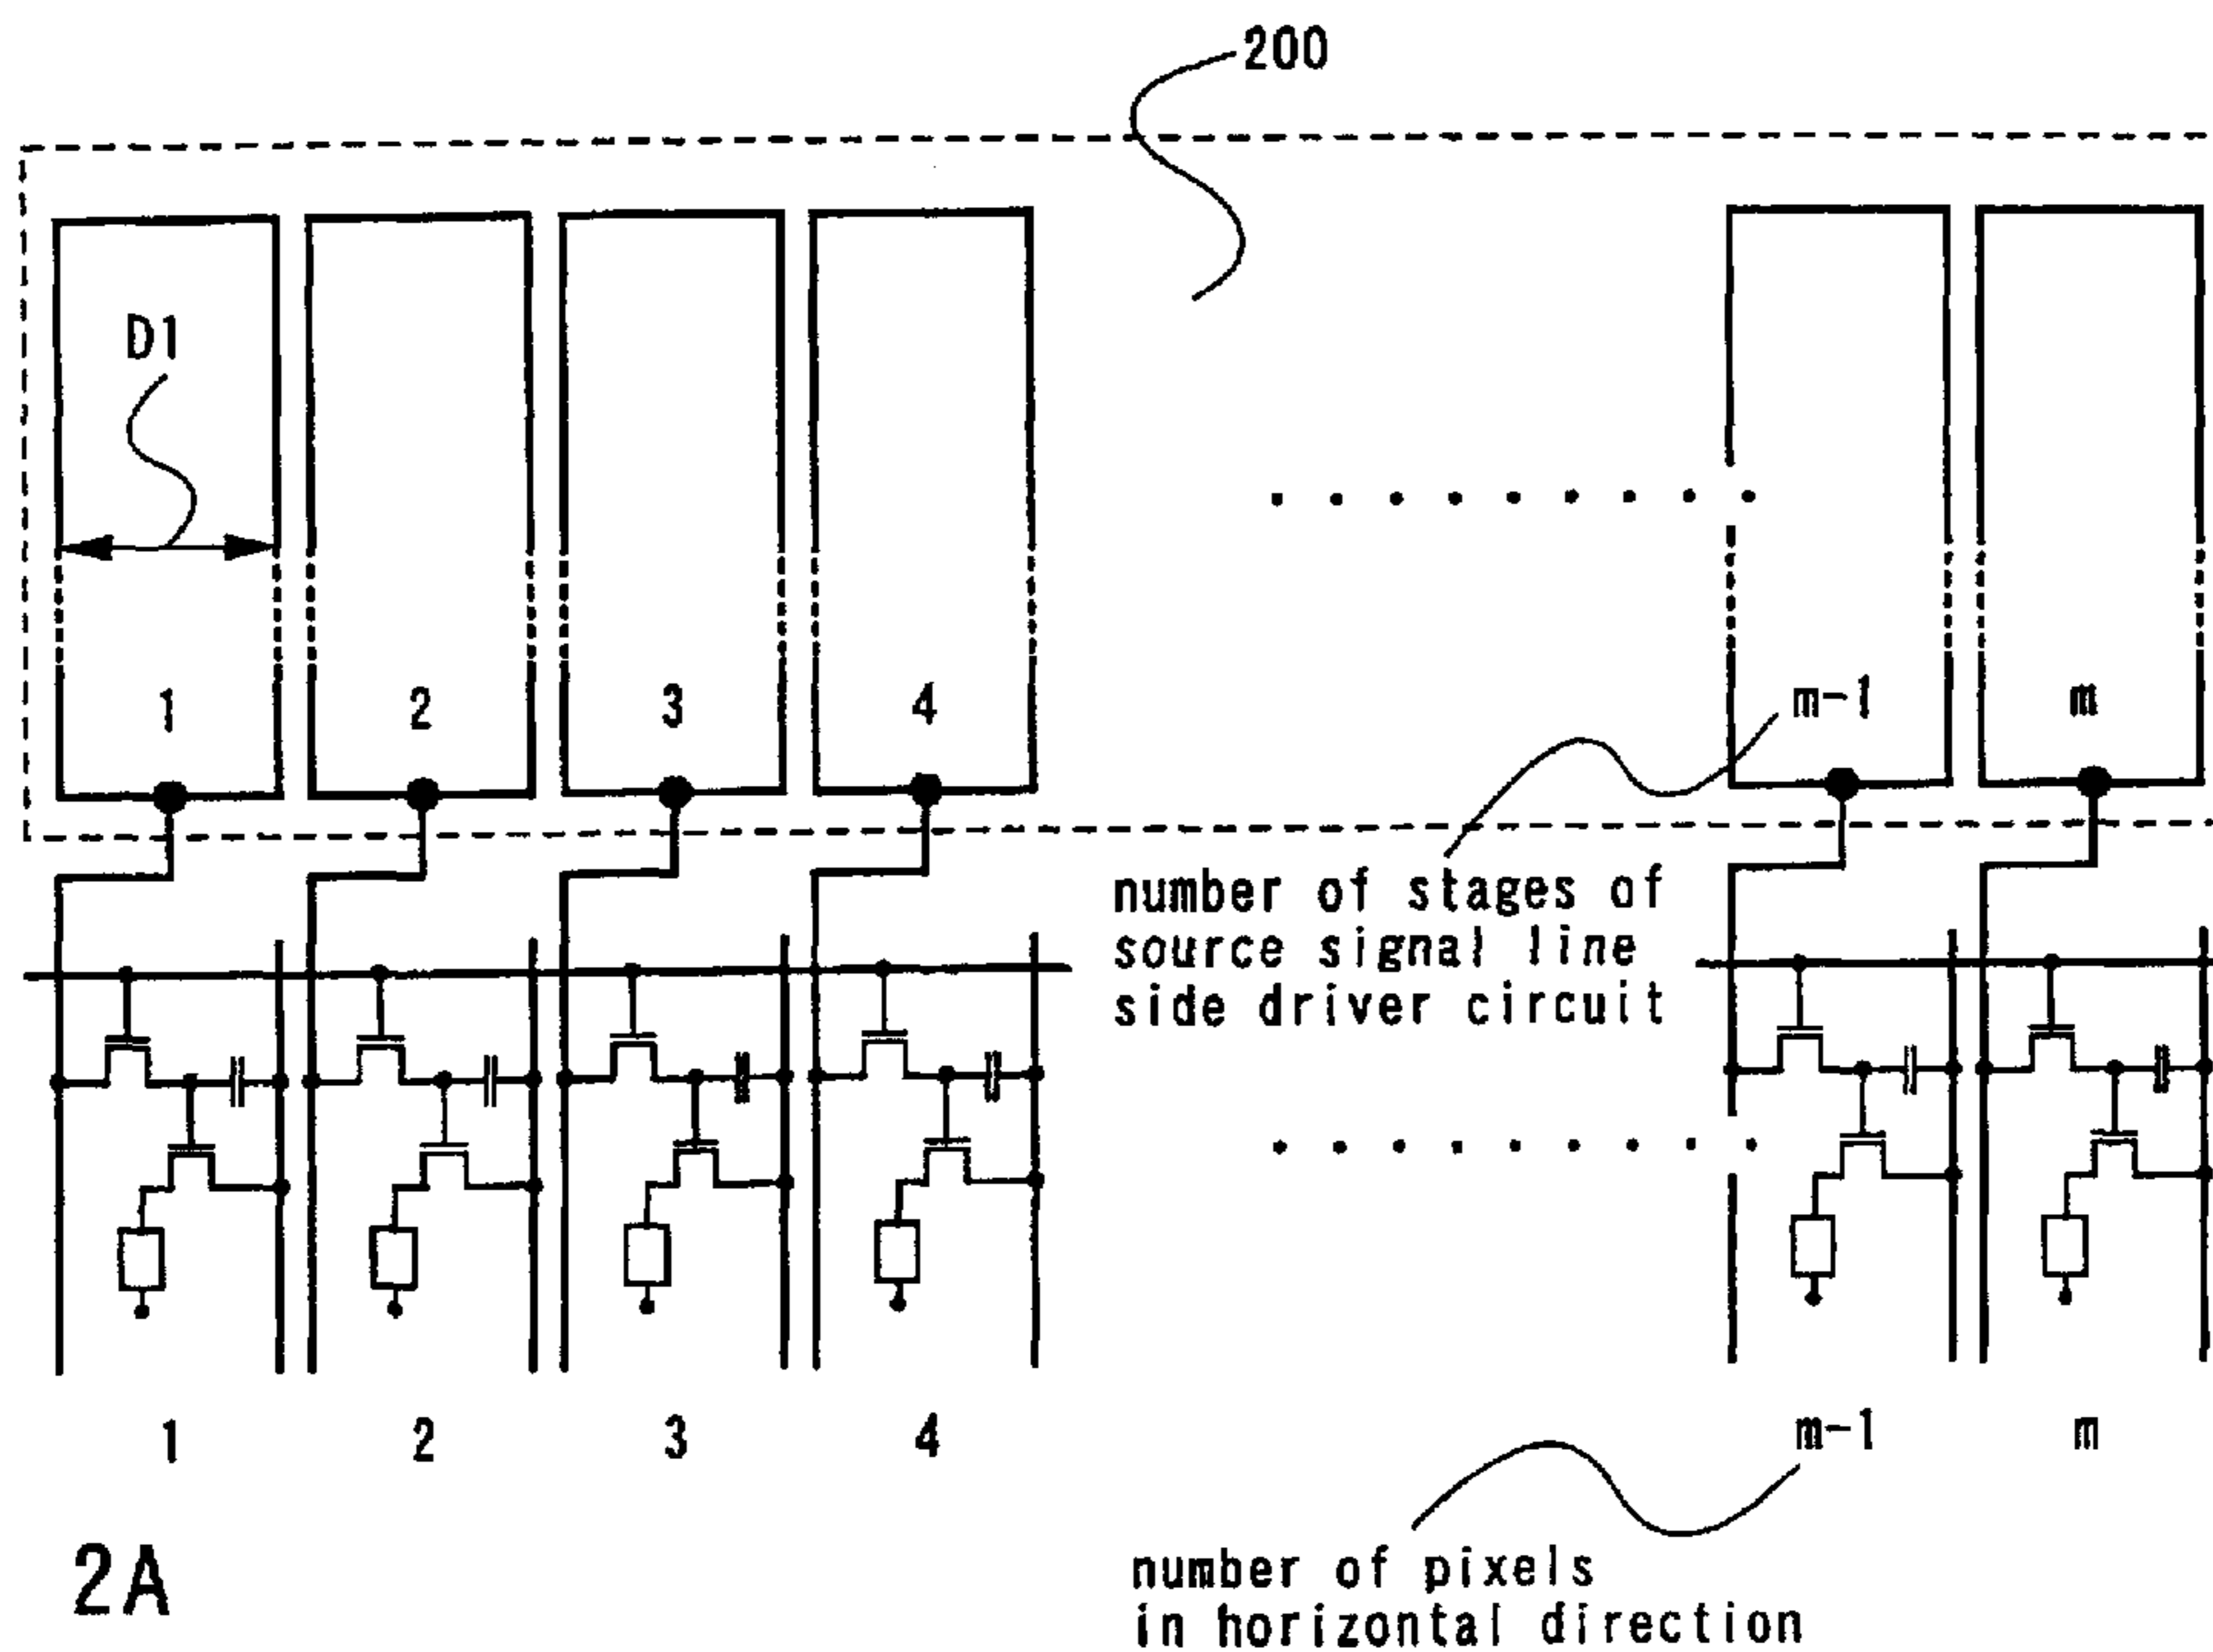 200
D1
1 2 3 4 m-1 m
number of stages of
source signal line
side driver circuit
1 2 3 4 m-1 m
2A
number of pixels
in horizontal direction